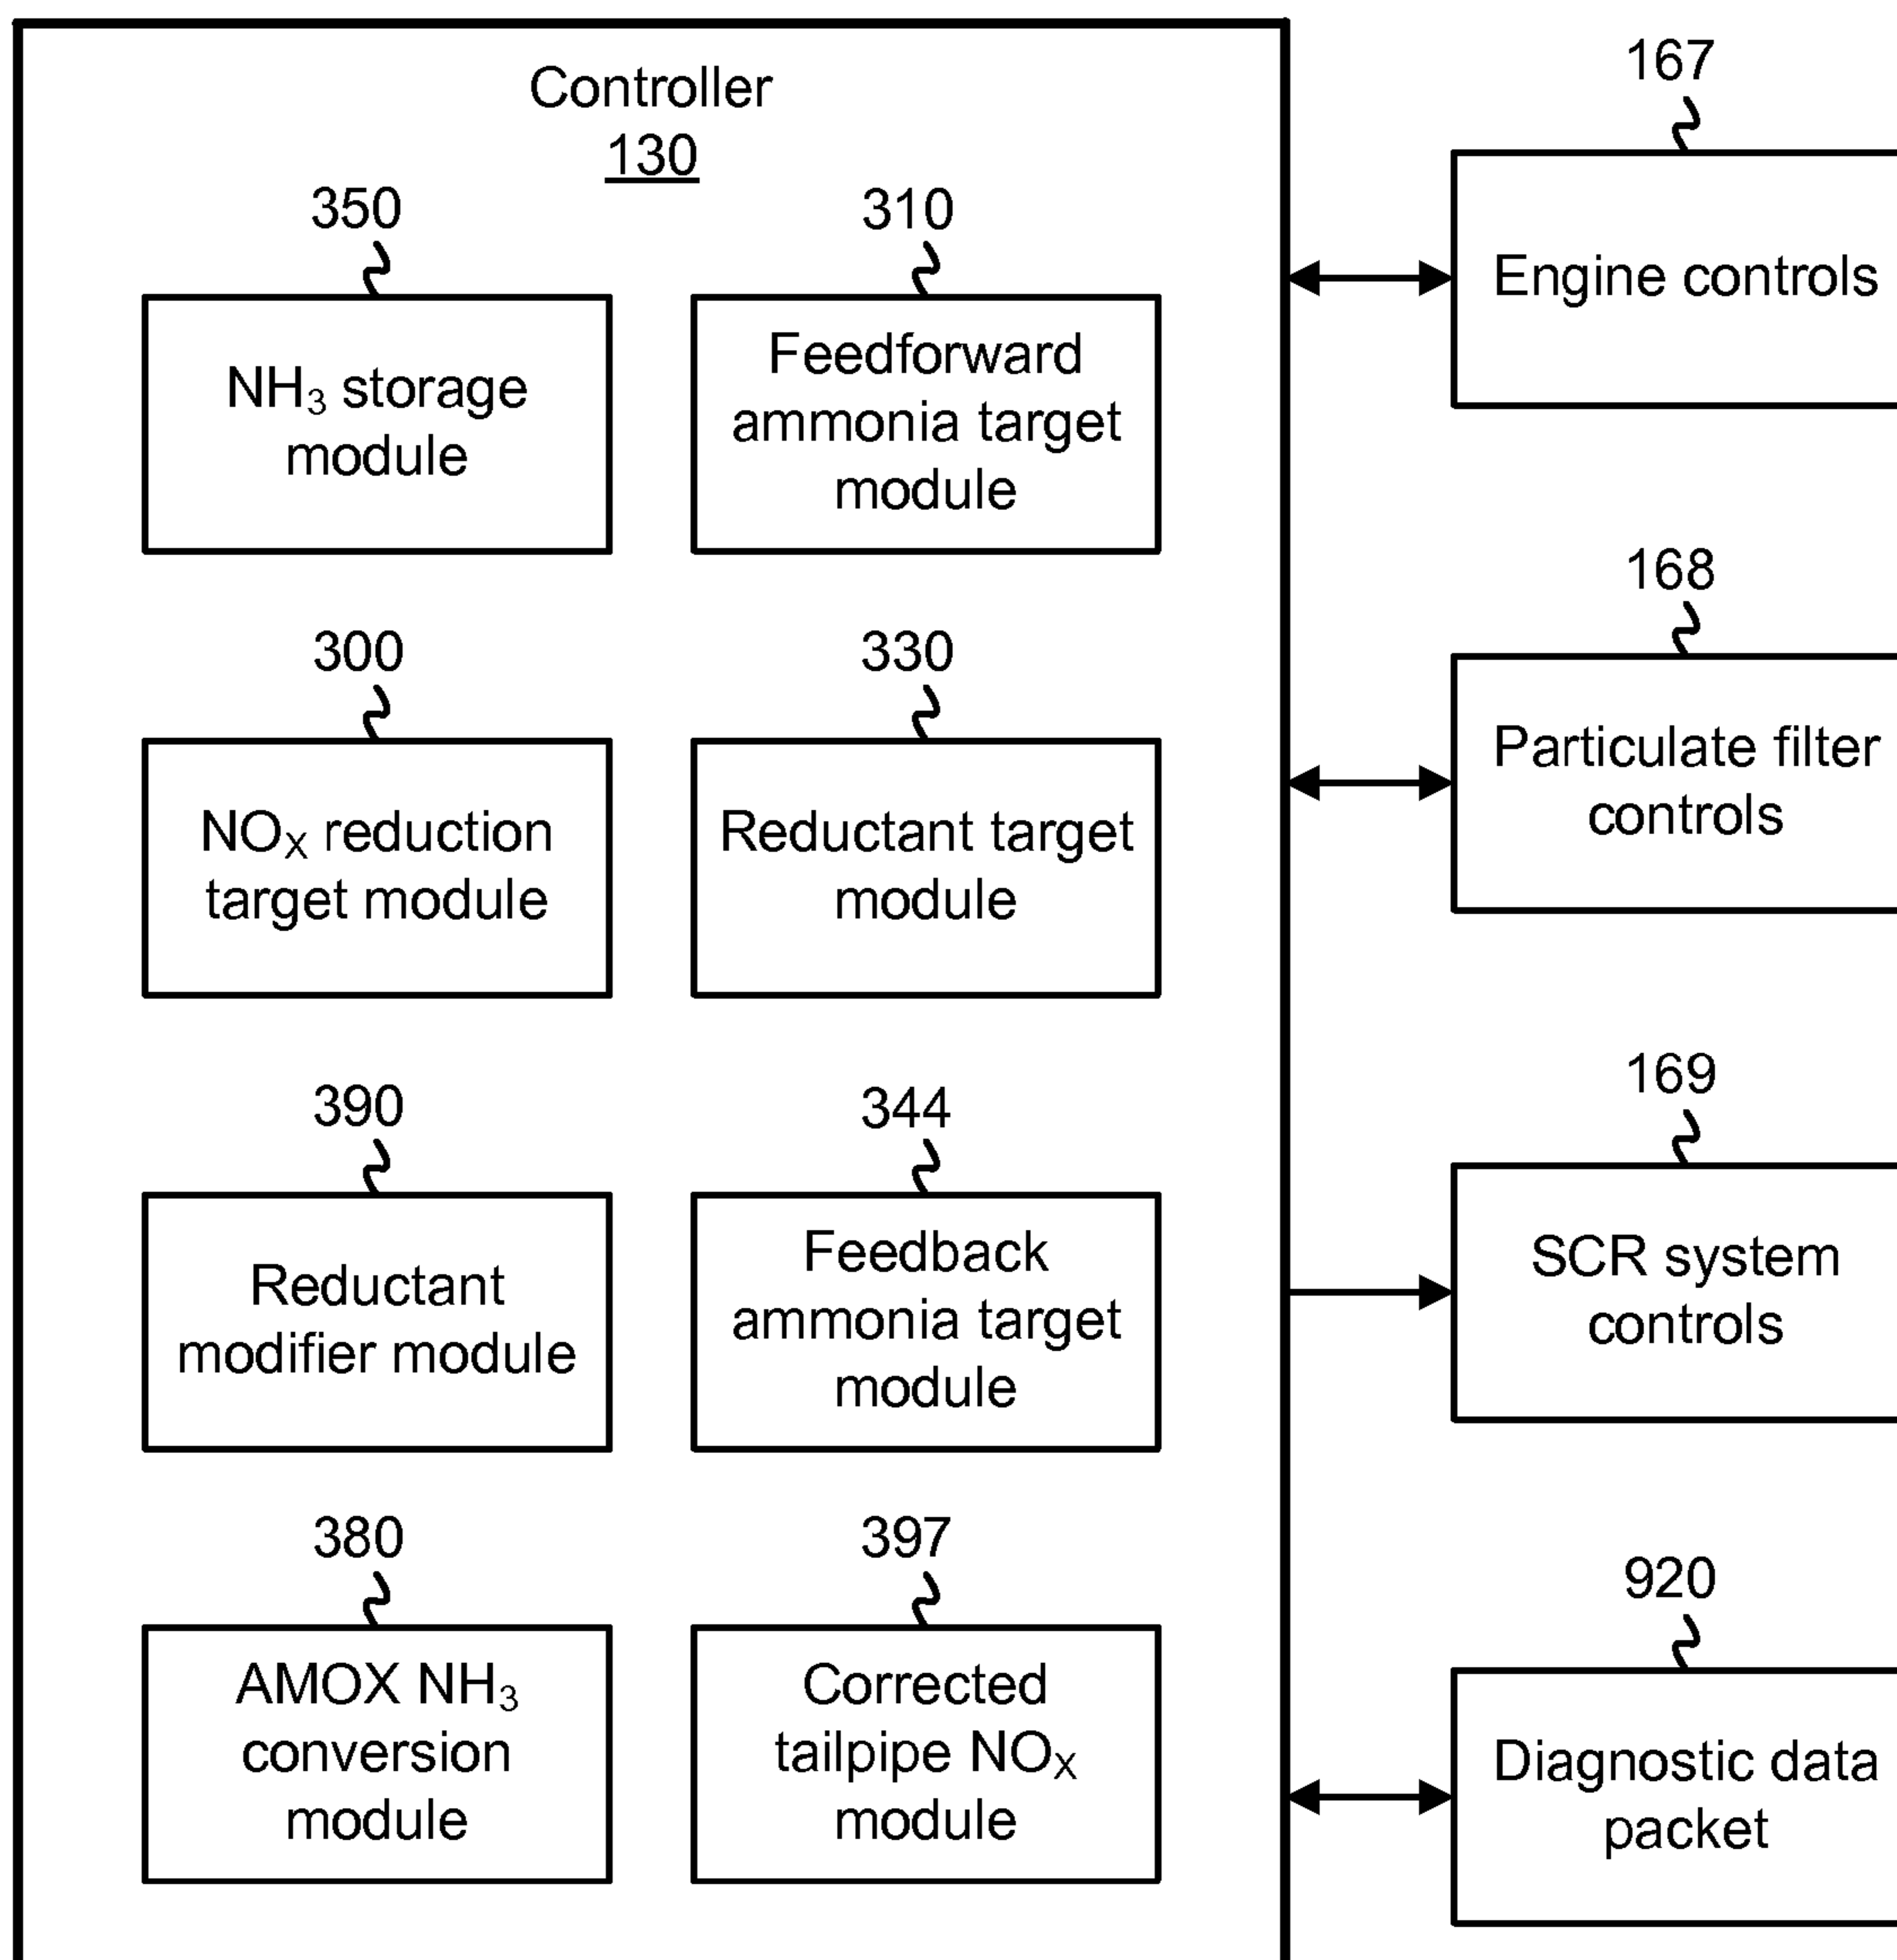 Controller
130
350
NH₃ storage
module
310
Feedforward
ammonia target
module
300
NOX reduction
target module
330
Reductant target
module
390
Reductant
modifier module
344
Feedback
ammonia target
module
380
AMOX NH₃
conversion
module
397
Corrected
tailpipe NOX
module
167
Engine controls
168
Particulate filter
controls
169
SCR system
controls
920
Diagnostic data
packet